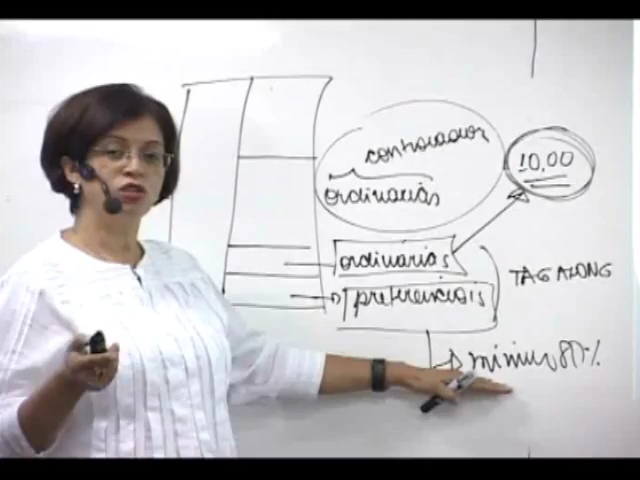 controlador
ordinárias
10,00
ordinárias
preferenciais
TAG ALONG
mínimo 80%